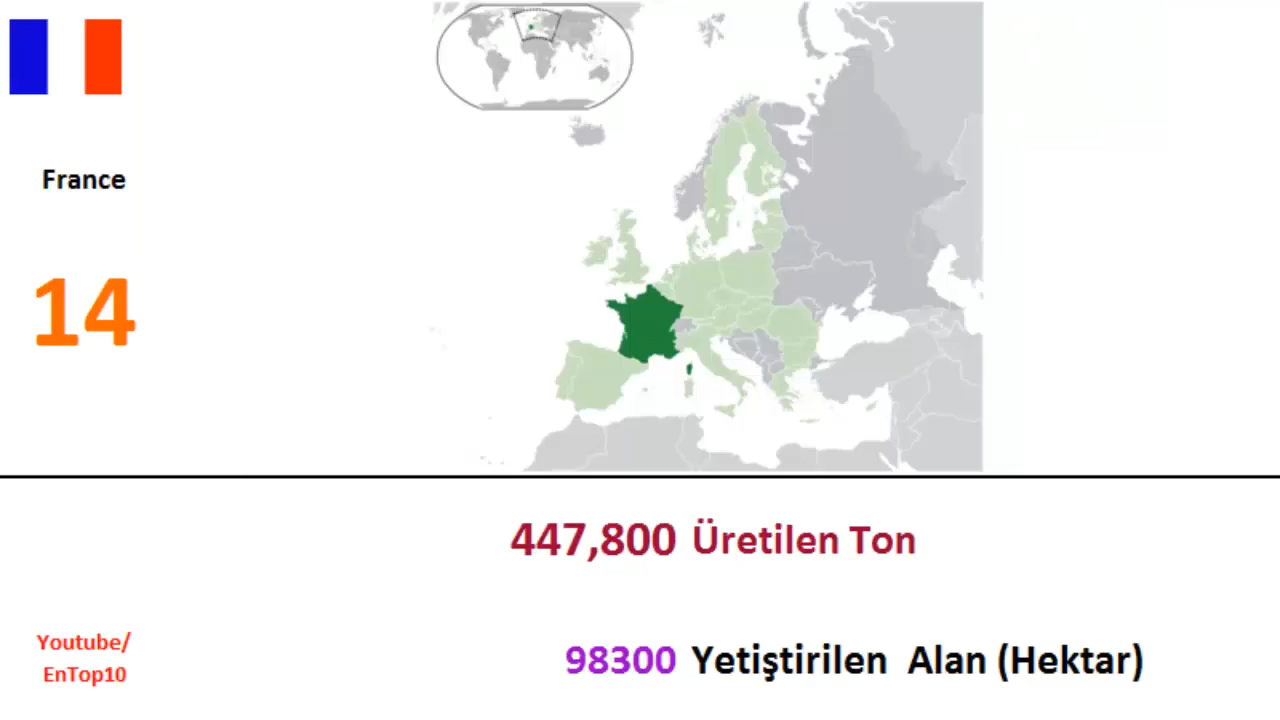 France
14
447,800 Üretilen Ton
Youtube/
EnTop10
98300 Yetiştirilen Alan (Hektar)